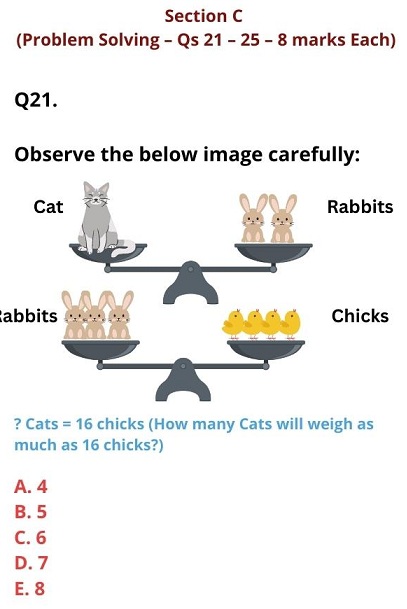 Section C
(Problem Solving – Qs 21 – 25 – 8 marks Each)
Q21.
Observe the below image carefully:
Cat
Rabbits
Rabbits
Chicks
? Cats = 16 chicks (How many Cats will weigh as
much as 16 chicks?)
A. 4
B. 5
C. 6
D. 7
E. 8